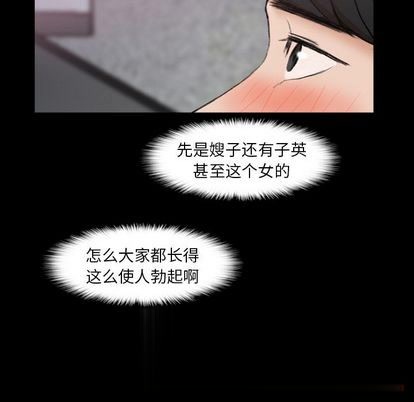 先是嫂子还有子英
甚至这个女的
怎么大家都长得
这么使人勃起啊